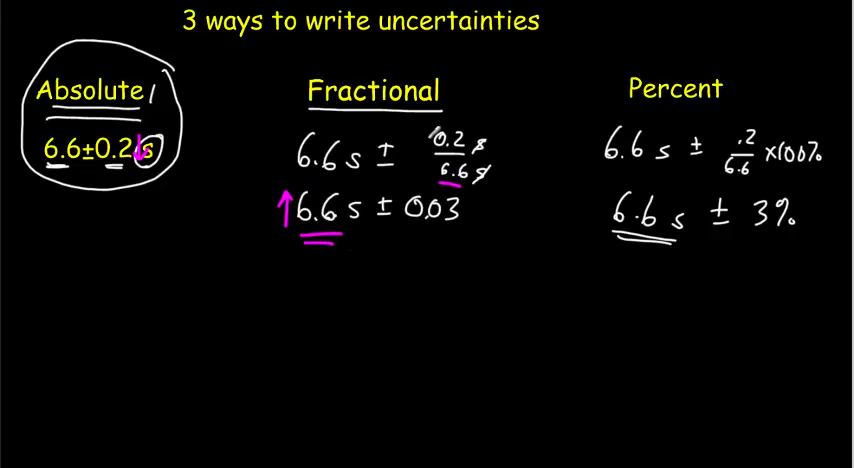 3 ways to write uncertainties
Absolute
6.6±0.2 s
Fractional
6.6 s ± 0.2 s / 6.6 s
6.6 s ± 0.03
Percent
6.6 s ± .2 / 6.6 ×100%
6.6 s ± 3%